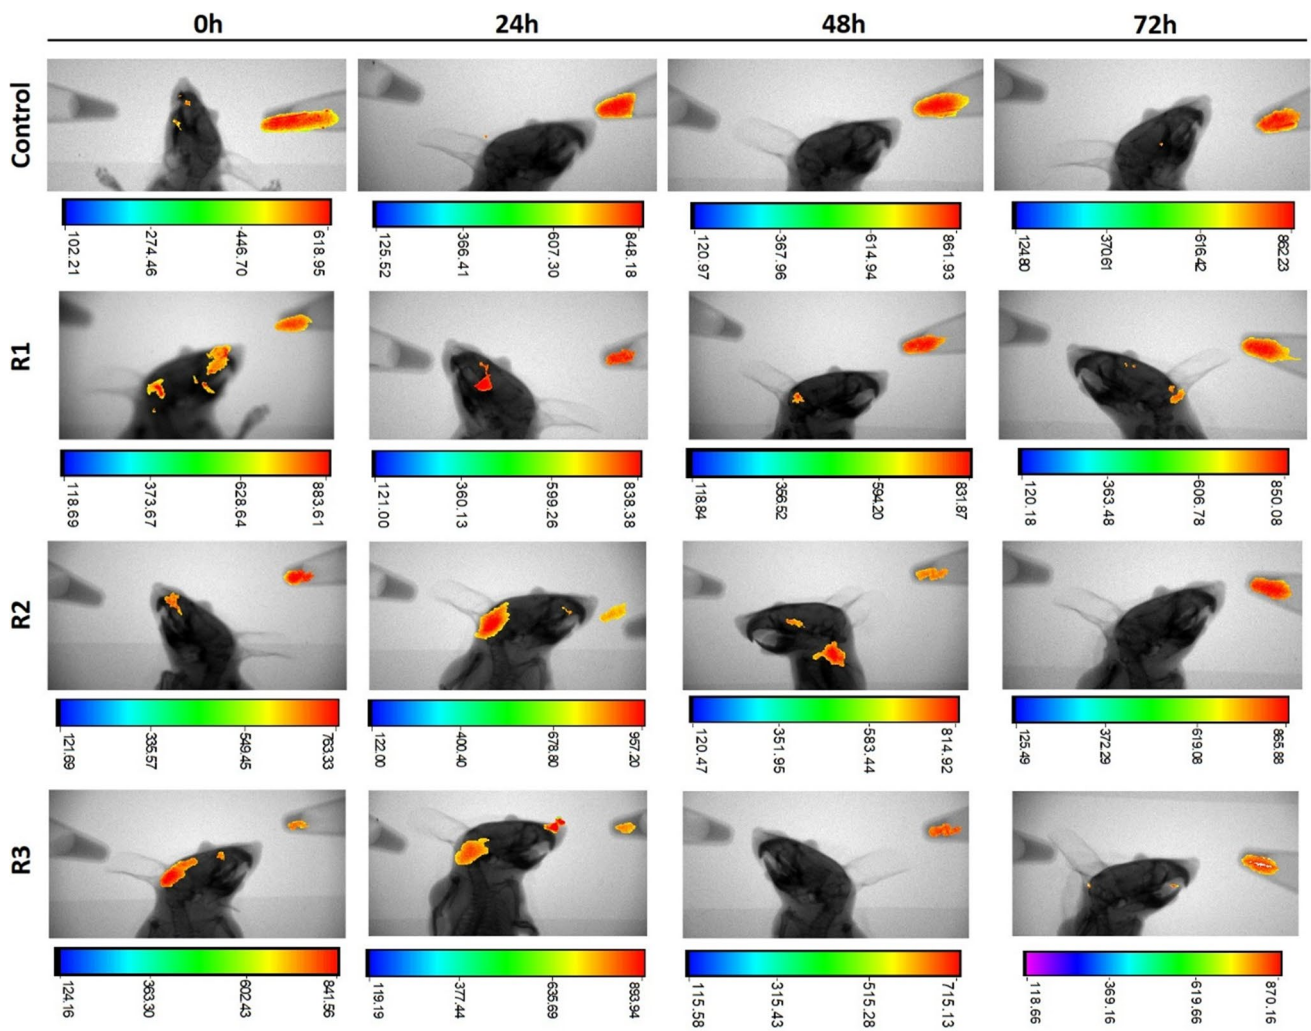 0h 24h 48h 72h
Control
102.21 274.46 446.70 618.95 125.52 366.41 607.30 848.18 120.97 367.96 614.94 861.93 124.80 370.61 616.42 862.23
R1
118.69 373.67 628.64 883.61 121.00 360.13 599.26 838.38 118.84 356.52 594.20 831.87 120.18 363.48 606.78 850.08
R2
121.69 335.57 549.45 763.33 122.00 400.40 678.80 957.20 120.47 351.95 583.44 814.92 125.49 372.29 619.08 865.88
R3
124.16 363.30 602.43 841.56 119.19 377.44 635.69 893.94 115.58 315.43 515.28 715.13 118.66 369.16 619.66 870.16